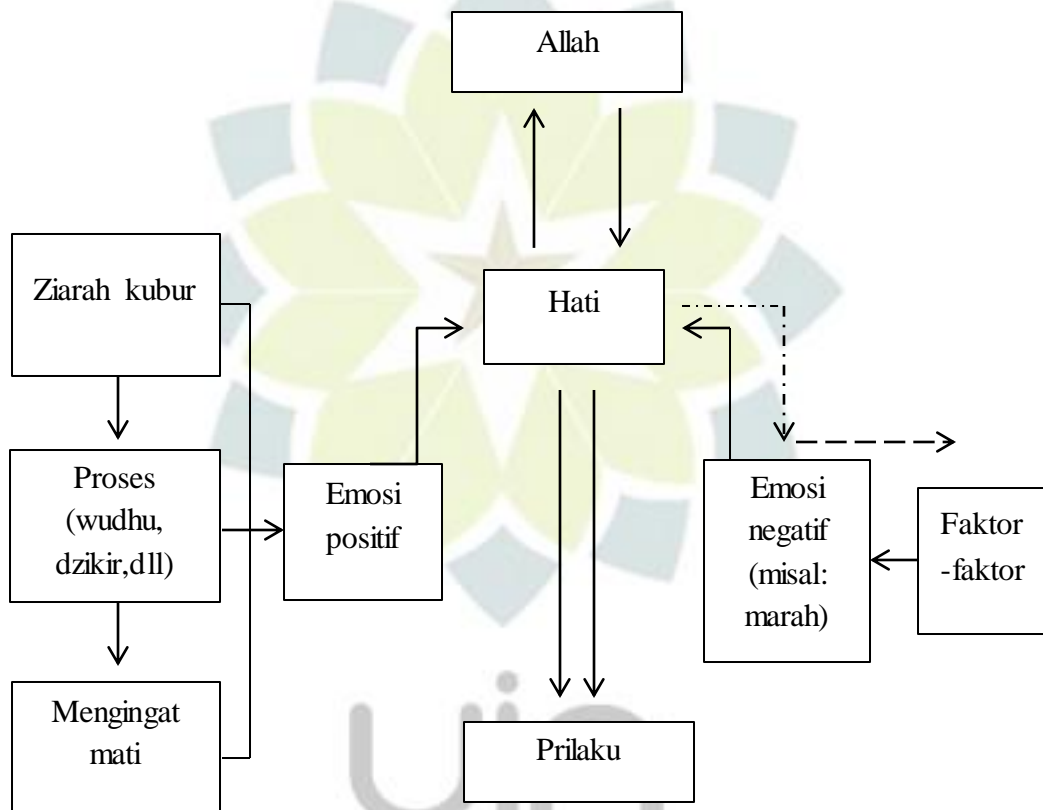 Allah
Ziarah kubur
Hati
Proses
(wudhu,
dzikir,dll)
Emosi
positif
Emosi
negatif
(misal:
marah)
Faktor
-faktor
Mengingat
mati
Prilaku
uin